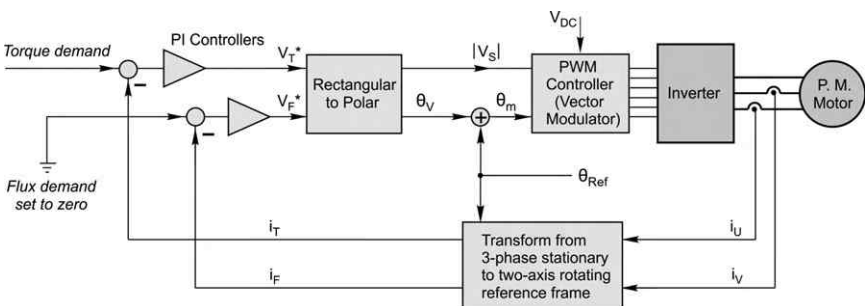 V_DC
PI Controllers
Torque demand
V_T*
|V_S|
Rectangular
to Polar
PWM
Controller
(Vector
Modulator)
Inverter
P. M.
Motor
V_F*
θ_V
θ_m
θ_Ref
Flux demand
set to zero
i_T
i_F
Transform from
3-phase stationary
to two-axis rotating
reference frame
i_U
i_V